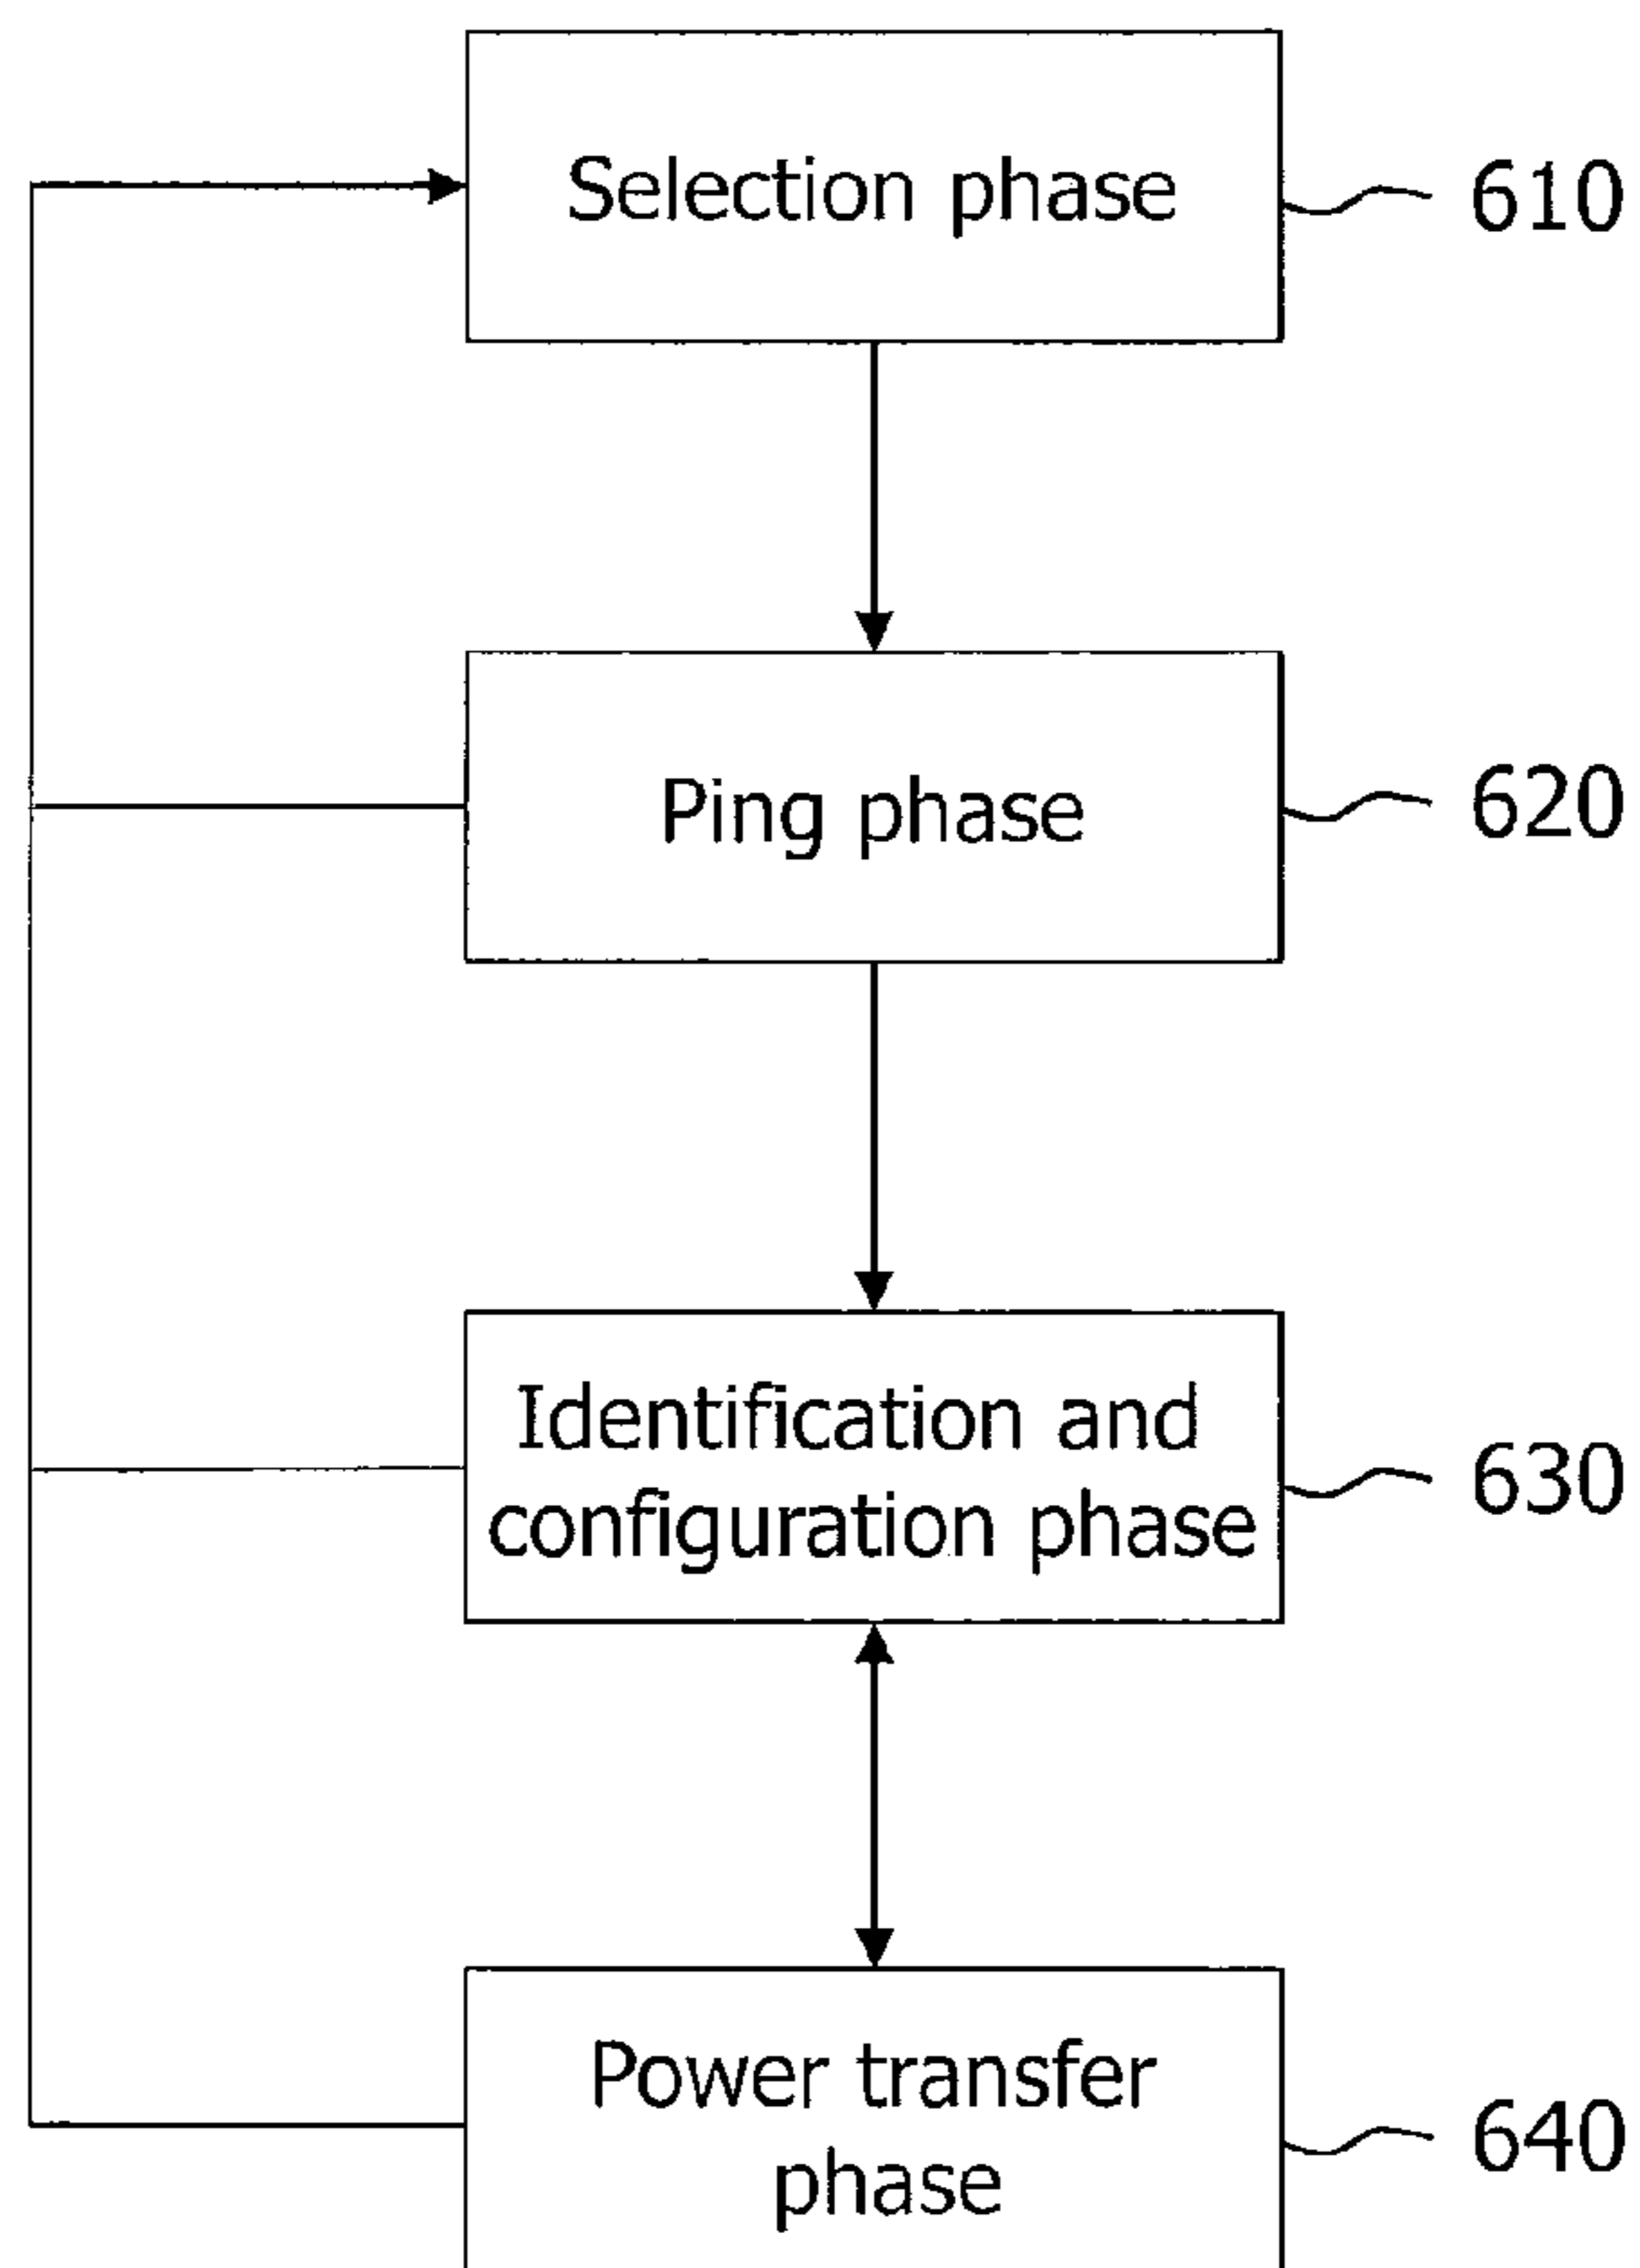 Selection phase
610
Ping phase
620
Identification and
configuration phase
630
Power transfer
phase
640